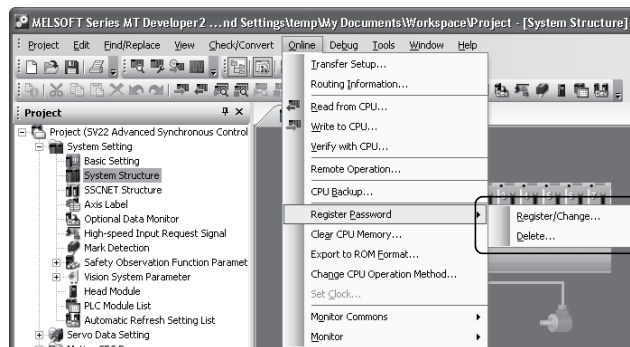 MELSOFT Series MT Developer2 ...nd Settings\temp\My Documents\Workspace\Project - [System Structure]
Project Edit Find/Replace View Check/Convert Online Debug Tools Window Help
Project
Project (SV22 Advanced Synchronous Control
System Setting
Basic Setting
System Structure
SSCNET Structure
Axis Label
Optional Data Monitor
High-speed Input Request Signal
Mark Detection
Safety Observation Function Paramet
Vision System Parameter
Head Module
PLC Module List
Automatic Refresh Setting List
Servo Data Setting
Transfer Setup...
Routing Information...
Read from CPU...
Write to CPU...
Verify with CPU...
Remote Operation...
CPU Backup...
Register Password
Clear CPU Memory...
Export to ROM Format...
Change CPU Operation Method...
Set Clock...
Monitor Commons
Monitor
Register/Change...
Delete...